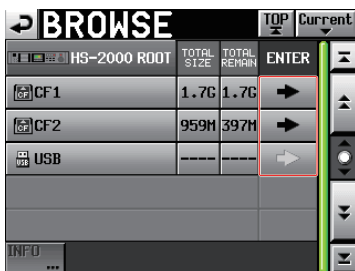 BROWSE TOP Current
HS-2000 ROOT TOTAL SIZE TOTAL REMAIN ENTER
CF1 1.7G 1.7G
CF2 959M 397M
USB ---- ----
INFO ...